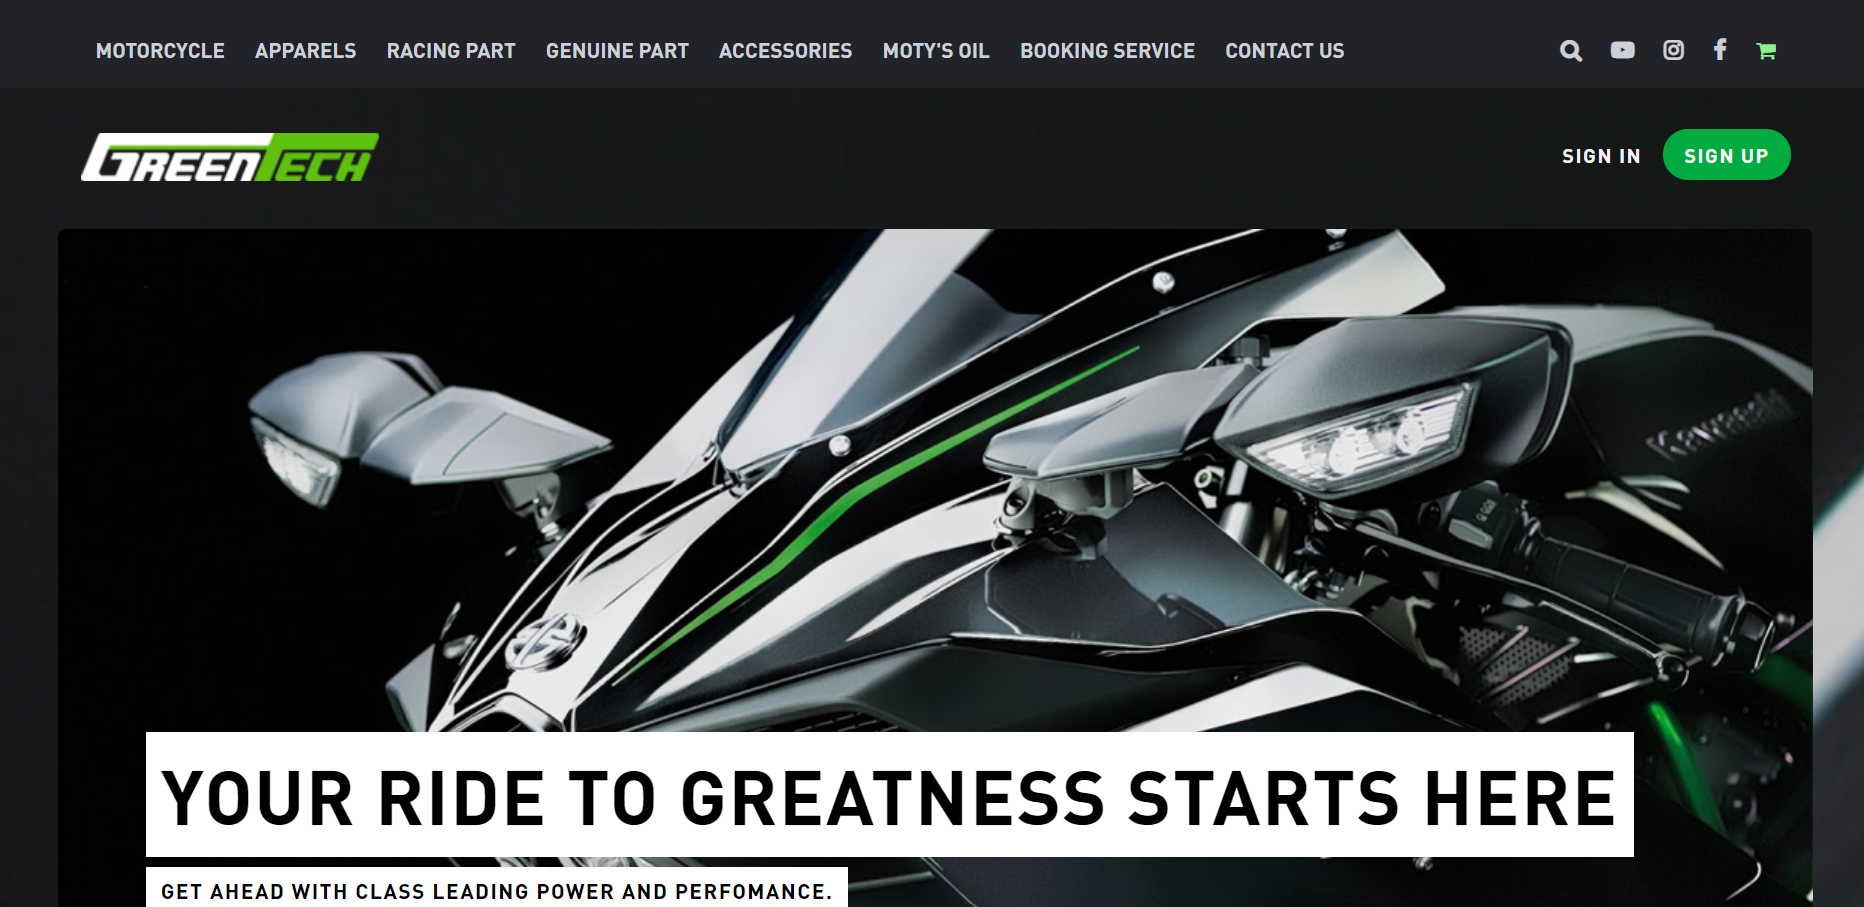 MOTORCYCLE APPARELS RACING PART GENUINE PART ACCESSORIES MOTY'S OIL BOOKING SERVICE CONTACT US
GREENTECH
SIGN IN SIGN UP
Kawasaki
YOUR RIDE TO GREATNESS STARTS HERE
GET AHEAD WITH CLASS LEADING POWER AND PERFOMANCE.